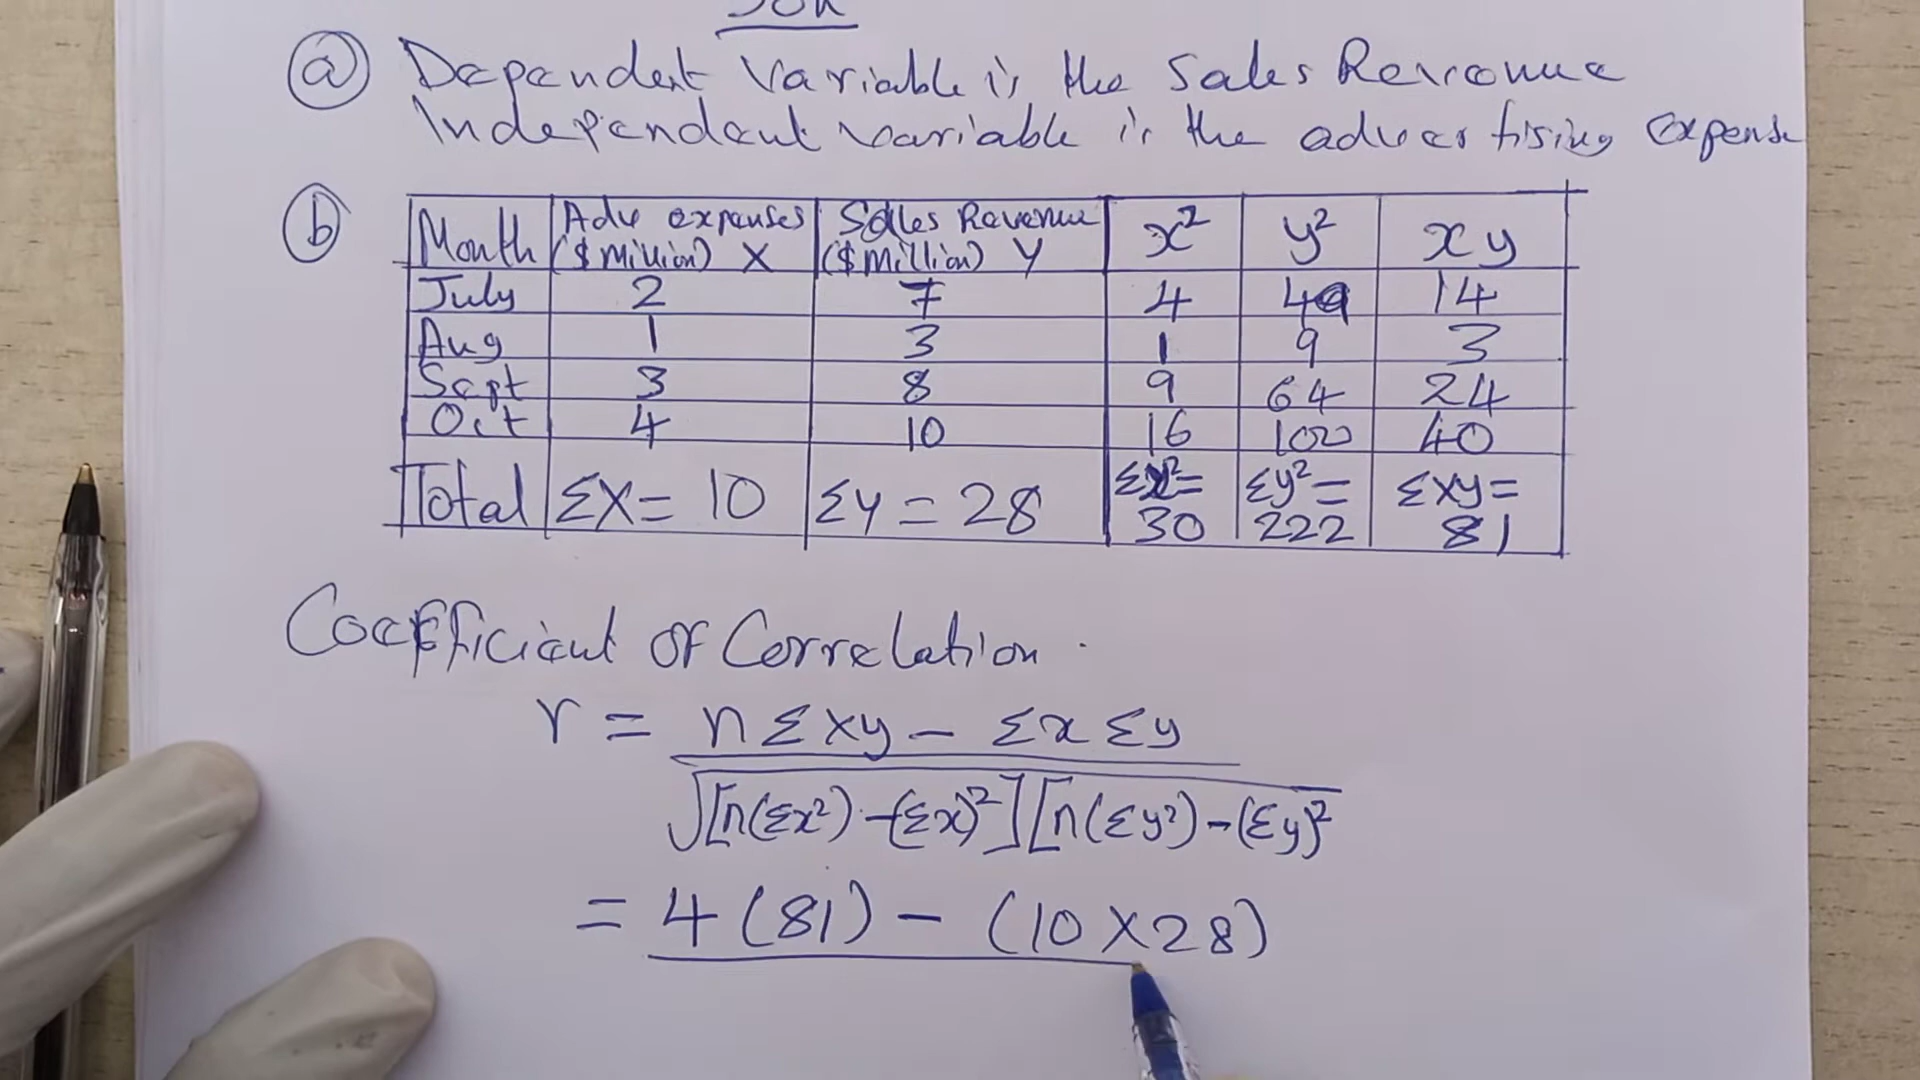 Soln
(a) Dependent variable is the Sales Revenue
Independent variable is the advertising expense
(b)
Month | Adv expenses ($ Million) X | Sales Revenue ($ Million) Y | x² | y² | xy
July | 2 | 7 | 4 | 49 | 14
Aug | 1 | 3 | 1 | 9 | 3
Sept | 3 | 8 | 9 | 64 | 24
Oct | 4 | 10 | 16 | 100 | 40
Total | ΣX = 10 | Σy = 28 | Σx² = 30 | Σy² = 222 | Σxy = 81
Coefficient of Correlation.
r = nΣxy - ΣxΣy
√[n(Σx²) - (Σx)²][n(Σy²) - (Σy)²
= 4(81) - (10×28)